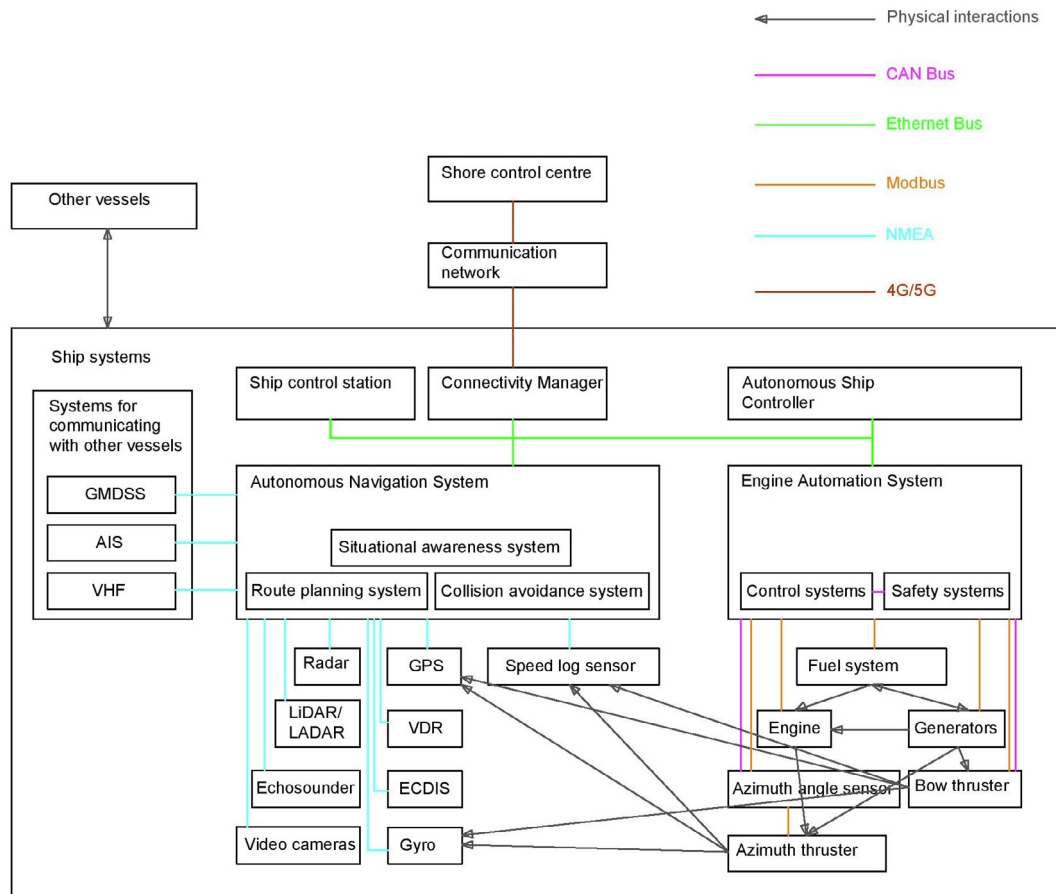 Physical interactions
CAN Bus
Ethernet Bus
Modbus
NMEA
4G/5G
Shore control centre
Other vessels
Communication
network
Ship systems
Ship control station
Connectivity Manager
Autonomous Ship
Controller
Systems for
communicating
with other vessels
GMDSS
AIS
VHF
Autonomous Navigation System
Situational awareness system
Route planning system
Collision avoidance system
Engine Automation System
Control systems
Safety systems
Radar
GPS
Speed log sensor
Fuel system
LiDAR/
LADAR
VDR
Engine
Generators
Echosounder
ECDIS
Azimuth angle sensor
Bow thruster
Video cameras
Gyro
Azimuth thruster